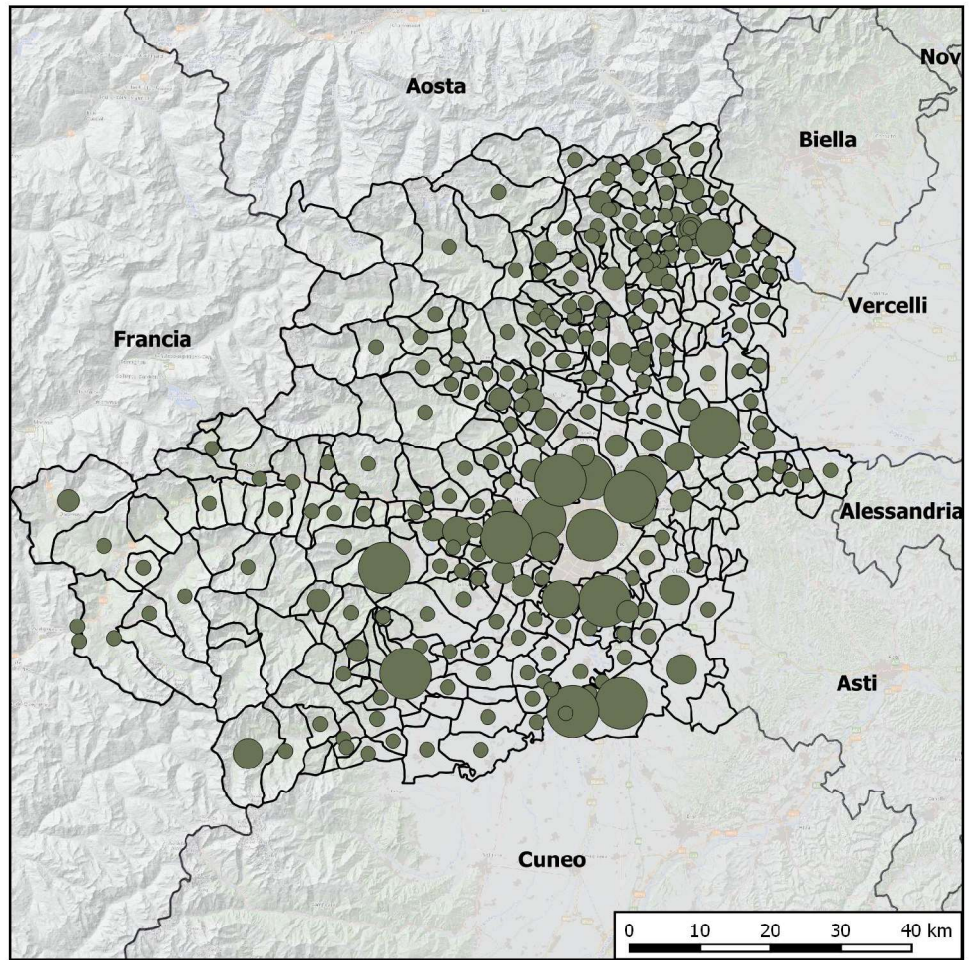 Nov
Aosta
Biella
Vercelli
Francia
Alessandria
Asti
Cuneo
0 10 20 30 40 km